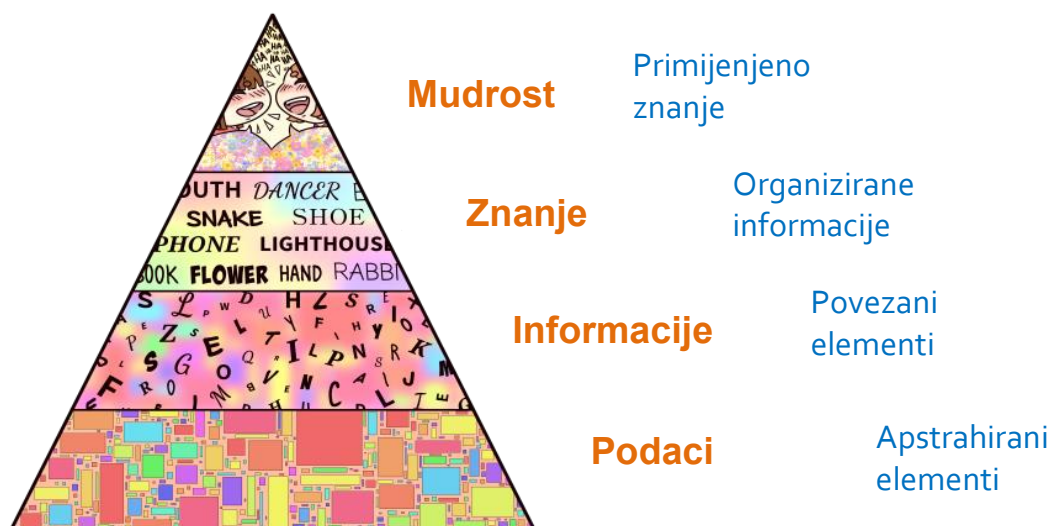 Mudrost
Primijenjeno
znanje
OUTH DANCER
SNAKE SHOE
PHONE LIGHTHOUSE
BOOK FLOWER HAND RABBI
Znanje
Organizirane
informacije
Informacije
Povezani
elementi
Podaci
Apstrahirani
elementi